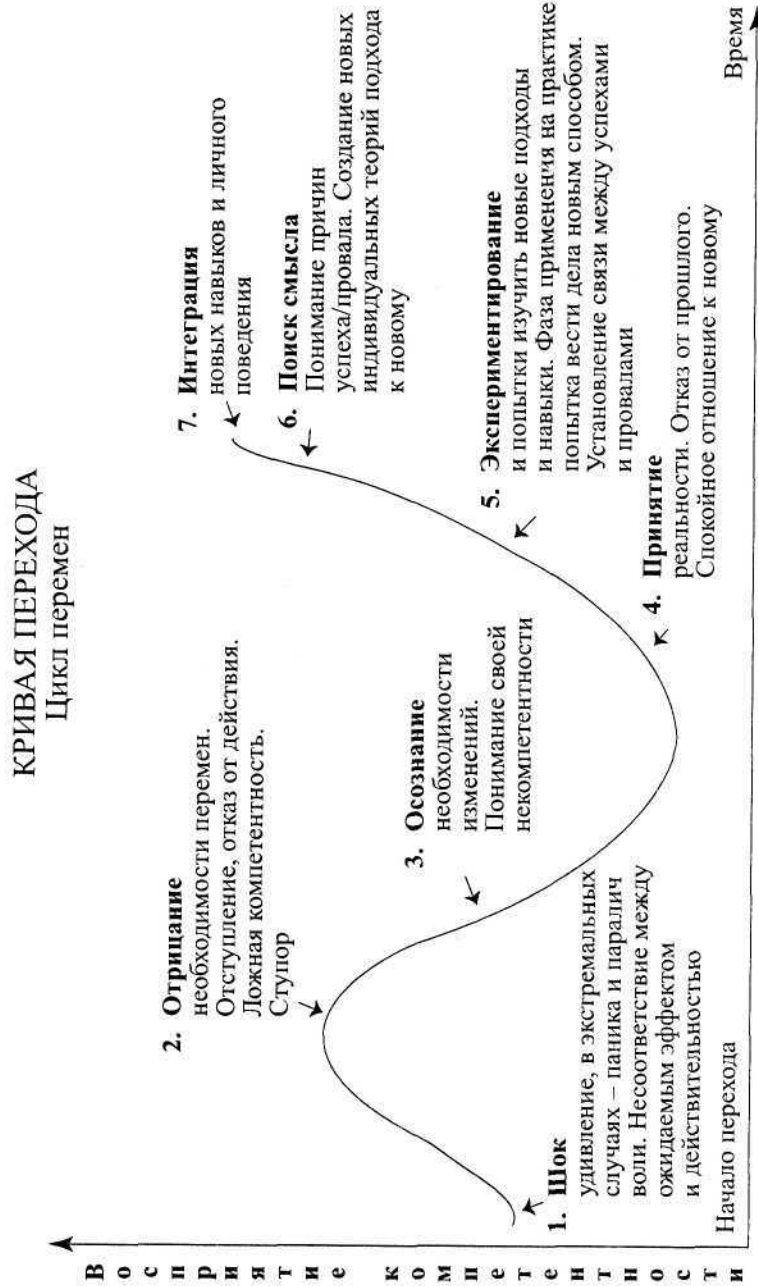 КРИВАЯ ПЕРЕХОДА
Цикл перемен
Восприятие компетентности
1. Шок
удивление, в экстремальных
случаях – паника и паралич
воли. Несоответствие между
ожидаемым эффектом
и действительностью
2. Отрицание
необходимости перемен.
Отступление, отказ от действия.
Ложная компетентность.
Ступор
3. Осознание
необходимости
изменений.
Понимание своей
некомпетентности
4. Принятие
реальности. Отказ от прошлого.
Спокойное отношение к новому
5. Экспериментирование
и попытки изучить новые подходы
и навыки. Фаза применения на практике
попытка вести дела новым способом.
Установление связи между успехами
и провалами
6. Поиск смысла
Понимание причин
успеха/провала. Создание новых
индивидуальных теорий подхода
к новому
7. Интеграция
новых навыков и личного
поведения
Начало перехода
Время